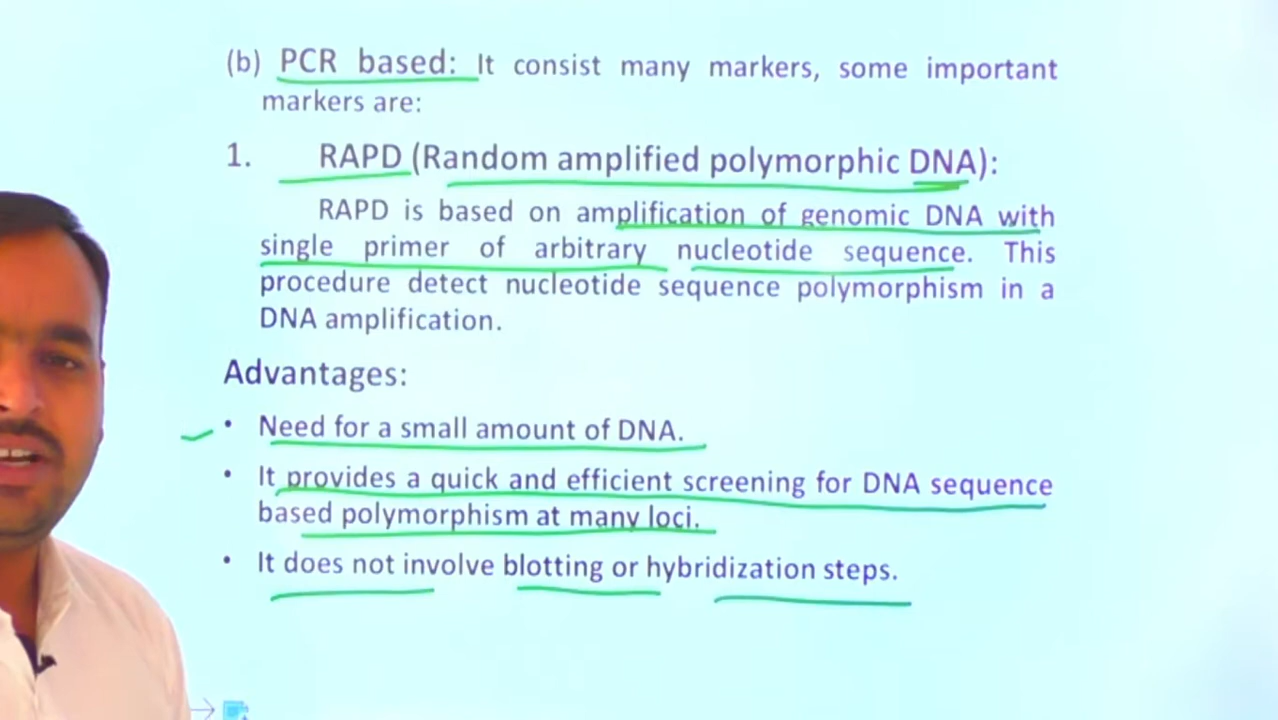 (b) PCR based: It consist many markers, some important
markers are:
1. RAPD (Random amplified polymorphic DNA):
RAPD is based on amplification of genomic DNA with
single primer of arbitrary nucleotide sequence. This
procedure detect nucleotide sequence polymorphism in a
DNA amplification.
Advantages:
• Need for a small amount of DNA.
• It provides a quick and efficient screening for DNA sequence
based polymorphism at many loci.
• It does not involve blotting or hybridization steps.